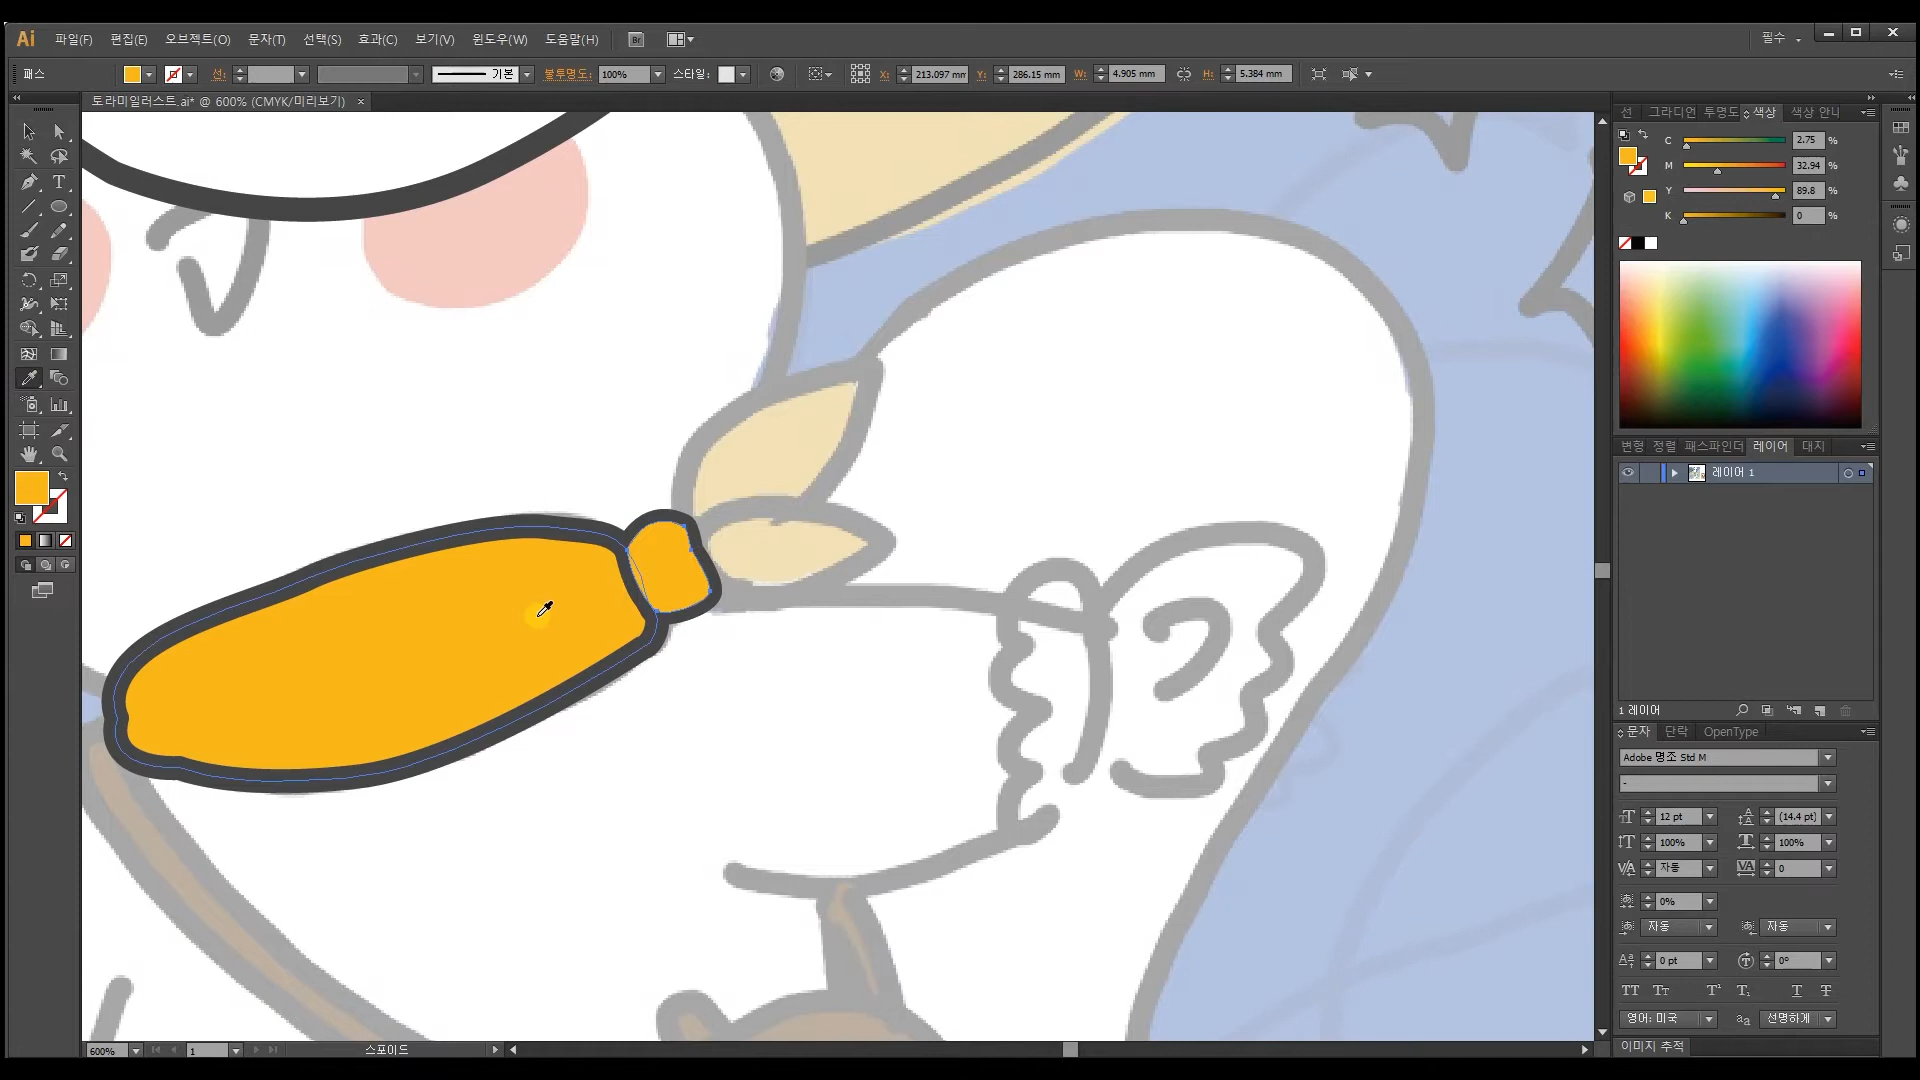 Ai 파일(F) 편집(E) 오브젝트(O) 문자(T) 선택(S) 효과(C) 보기(V) 윈도우(W) 도움말(H) Br 필수
패스 선: 기본 불투명도: 100% 스타일: X: 213.097 mm Y: 286.15 mm W: 4.905 mm H: 5.384 mm
토라미일러스트.ai* @ 600% (CMYK/미리보기) ×
선 그라디언 투명도 색상 색상 안내
C 2.75 %
M 32.94 %
Y 89.8 %
K 0 %
변형 정렬 패스파인더 레이어 대지
레이어 1
1 레이어
문자 단락 OpenType
Adobe 명조 Std M
-
12 pt (14.4 pt)
100% 100%
자동 0
0%
자동 자동
0 pt 0°
영어: 미국 선명하게
이미지 추적
600% 1 스포이드